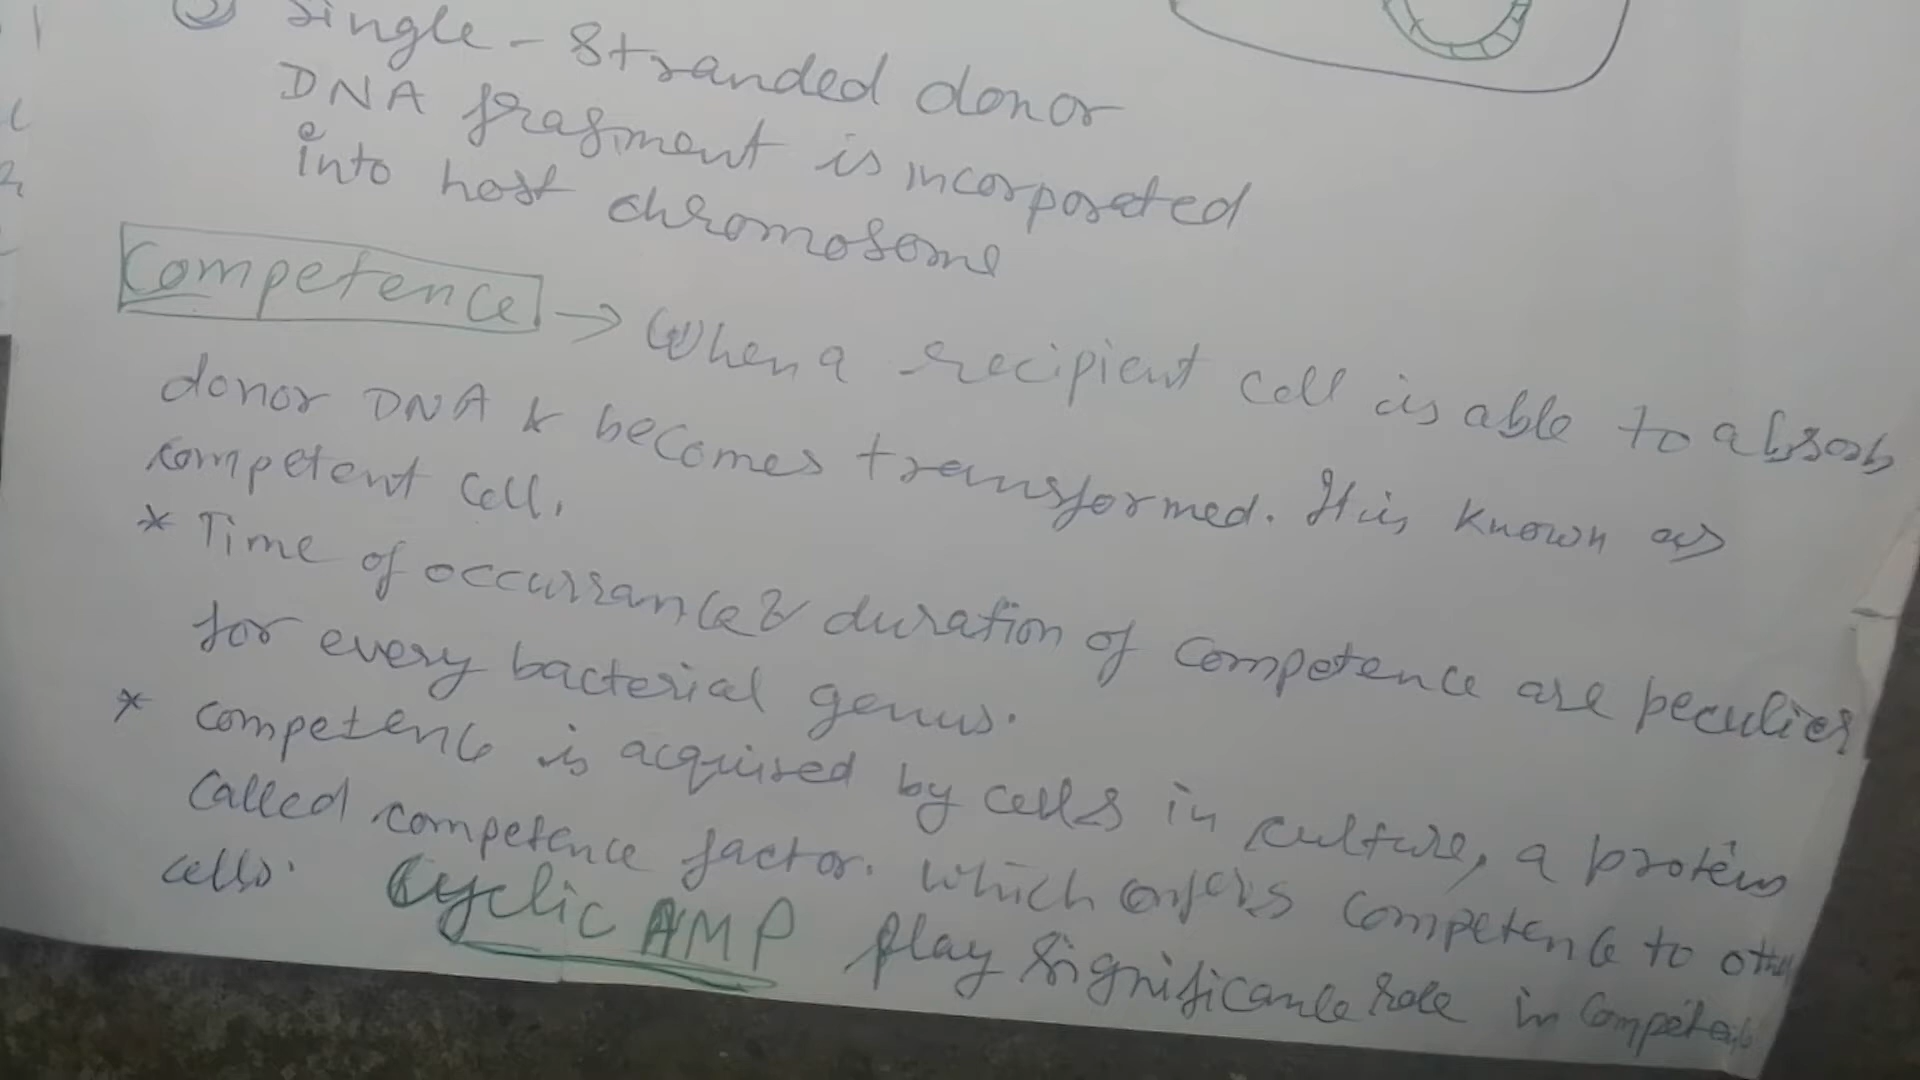 Single-Stranded donor
DNA fragment is incorporated
into host chromosome
Competence → When a recipient cell is able to absorb
donor DNA & becomes transformed. It is known as
competent cell.
* Time of occurrance & duration of competence are peculier
for every bacterial genus.
* competence is acquired by cells in culture, a protein
called competence factor. which confers competence to other
cells. Cyclic AMP play significance role in Competence